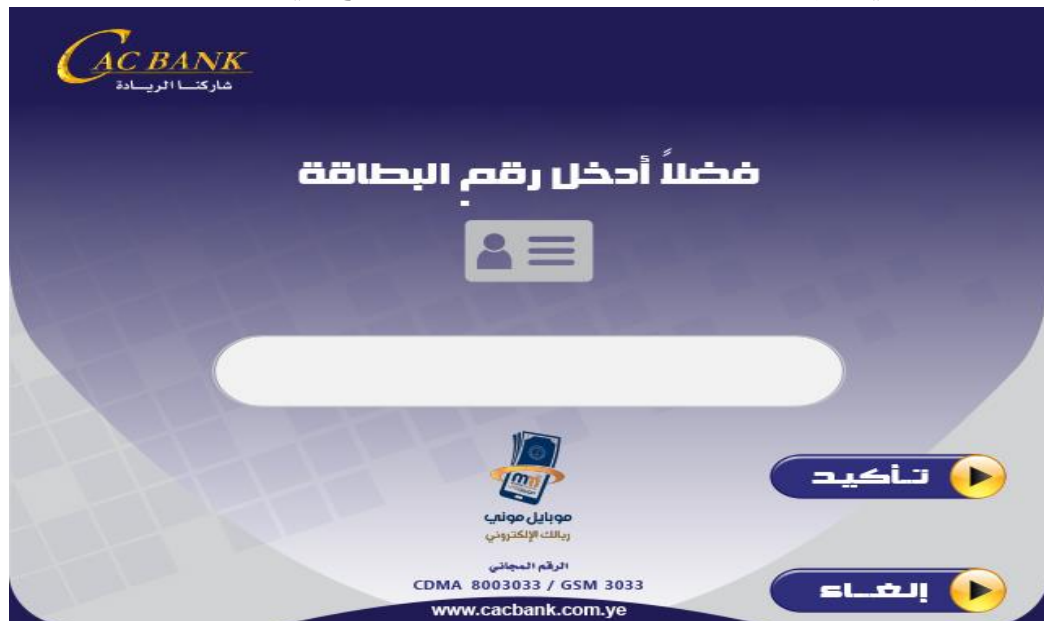 CAC BANK
شاركنا الريادة
فضلاً أدخل رقم البطاقة
تأكيد
موبايل موني
ريالك الإلكتروني
الرقم المجاني
CDMA 8003033 / GSM 3033
إلغاء
www.cacbank.com.ye